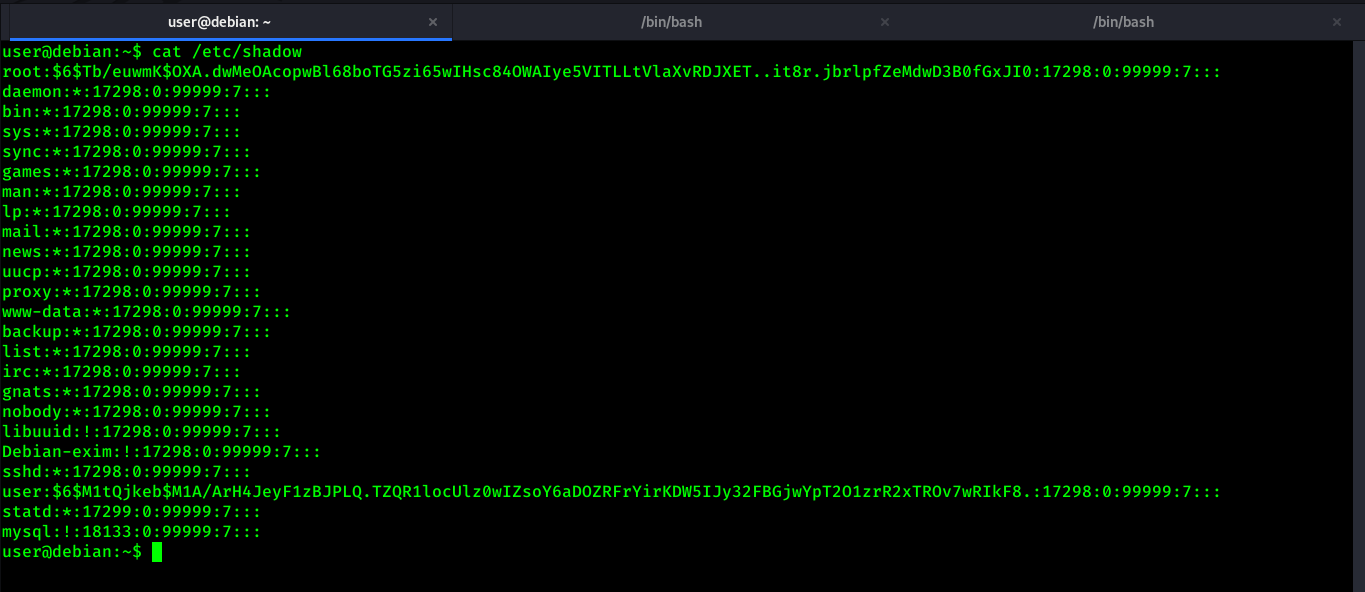 user@debian: ~ × /bin/bash × /bin/bash ×
user@debian:~$ cat /etc/shadow
root:$6$Tb/euwmK$OXA.dwMeOAcopwBl68boTG5zi65wIHsc84OWAIye5VITLLtVlaXvRDJXET..it8r.jbrlpfZeMdwD3B0fGxJI0:17298:0:99999:7:::
daemon:*:17298:0:99999:7:::
bin:*:17298:0:99999:7:::
sys:*:17298:0:99999:7:::
sync:*:17298:0:99999:7:::
games:*:17298:0:99999:7:::
man:*:17298:0:99999:7:::
lp:*:17298:0:99999:7:::
mail:*:17298:0:99999:7:::
news:*:17298:0:99999:7:::
uucp:*:17298:0:99999:7:::
proxy:*:17298:0:99999:7:::
www-data:*:17298:0:99999:7:::
backup:*:17298:0:99999:7:::
list:*:17298:0:99999:7:::
irc:*:17298:0:99999:7:::
gnats:*:17298:0:99999:7:::
nobody:*:17298:0:99999:7:::
libuuid:!:17298:0:99999:7:::
Debian-exim:!:17298:0:99999:7:::
sshd:*:17298:0:99999:7:::
user:$6$M1tQjkeb$M1A/ArH4JeyF1zBJPLQ.TZQR1locUlz0wIZsoY6aDOZRFrYirKDW5IJy32FBGjwYpT2O1zrR2xTROv7wRIkF8.:17298:0:99999:7:::
statd:*:17299:0:99999:7:::
mysql:!:18133:0:99999:7:::
user@debian:~$